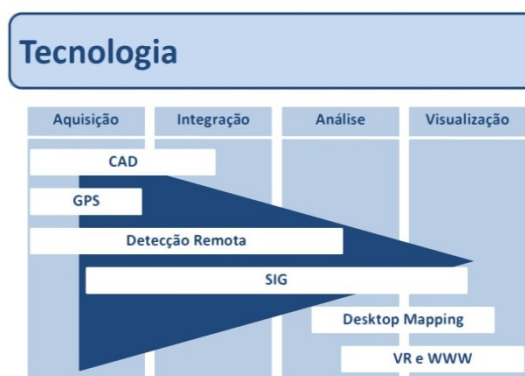 Tecnologia
Aquisição Integração Análise Visualização
CAD
GPS
Detecção Remota
SIG
Desktop Mapping
VR e WWW